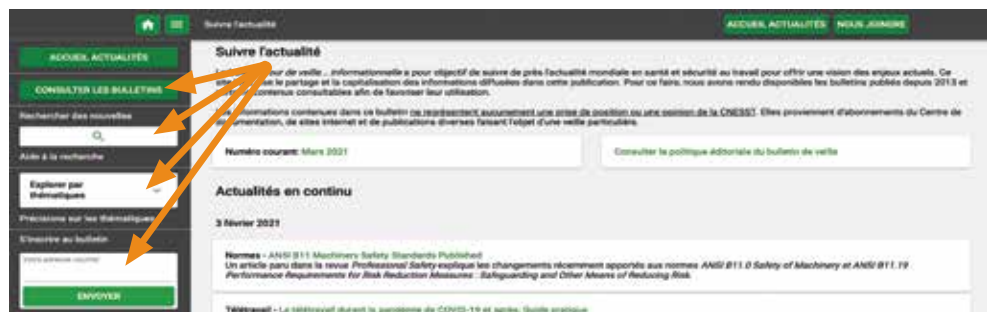 Suivre l'actualité
ACCUEIL ACTUALITÉS
NOUS JOINDRE
ACCUEIL ACTUALITÉS
CONSULTER LES BULLETINS
Rechercher des nouvelles
Aide à la recherche
Explorer par
thématiques
Précisions sur les thématiques
S'inscrire au bulletin
Votre adresse courriel
ENVOYER
Suivre l'actualité
de veille... informationnelle a pour objectif de suivre de près l'actualité mondiale en santé et sécurité au travail pour offrir une vision des enjeux actuels. Ce
le partage et la capitalisation des informations diffusées dans cette publication. Pour ce faire, nous avons rendu disponibles les bulletins publiés depuis 2013 et
contenus consultables afin de favoriser leur utilisation.
informations contenues dans ce bulletin ne représentent aucunement une prise de position ou une opinion de la CNESST. Elles proviennent d'abonnements du Centre de
documentation, de sites internet et de publications diverses faisant l'objet d'une veille particulière.
Numéro courant: Mars 2021
Consulter la politique éditoriale du bulletin de veille
Actualités en continu
3 février 2021
Normes - ANSI B11 Machinery Safety Standards Published
Un article paru dans la revue Professional Safety explique les changements récemment apportés aux normes ANSI B11.0 Safety of Machinery et ANSI B11.19
Performance Requirements for Risk Reduction Measures : Safeguarding and Other Means of Reducing Risk.
Télétravail - Le télétravail durant la pandémie de COVID-19 et après. Guide pratique